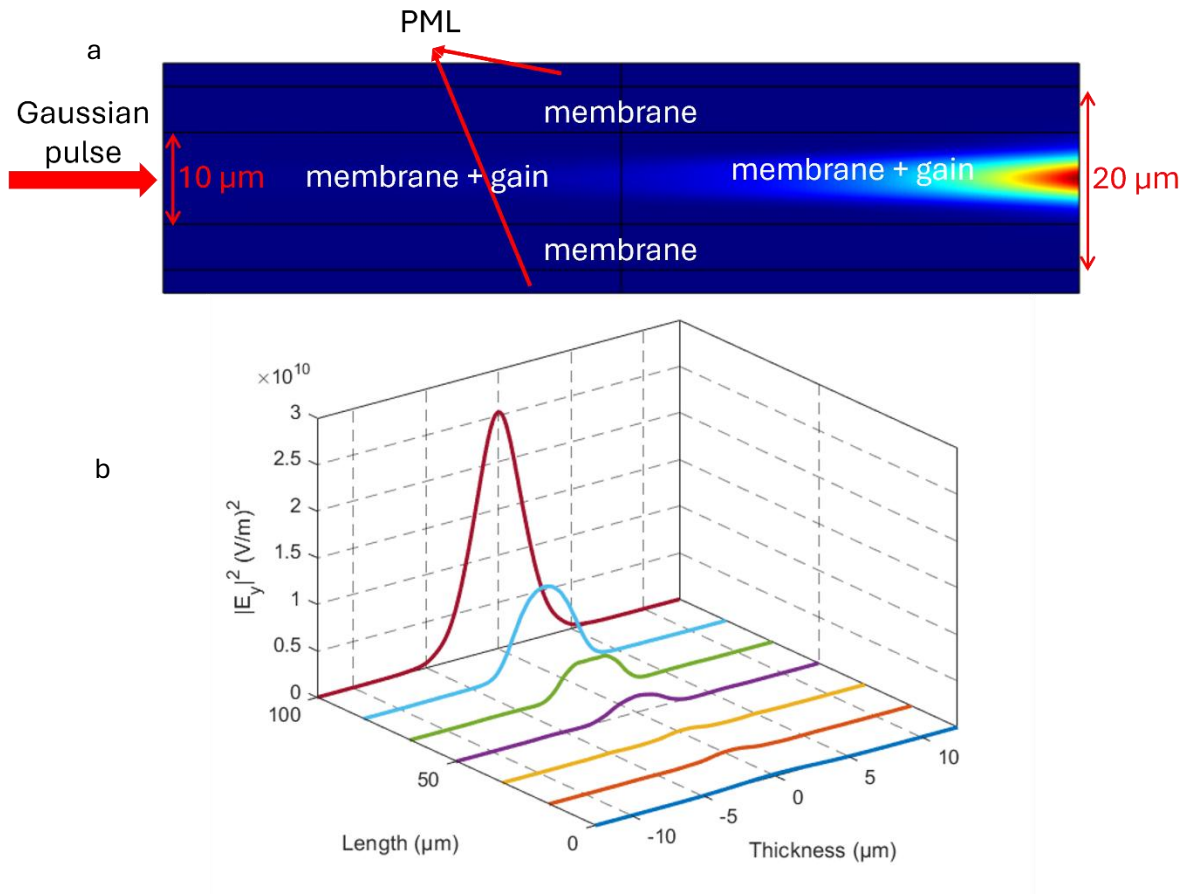 PML
a
Gaussian
pulse
membrane
10 μm
membrane + gain
membrane + gain
20 μm
membrane
b
×10¹⁰
3
2.5
2
1.5
1
0.5
0
|E_y|² (V/m)²
100
50
0
Length (μm)
-10
-5
0
5
10
Thickness (μm)